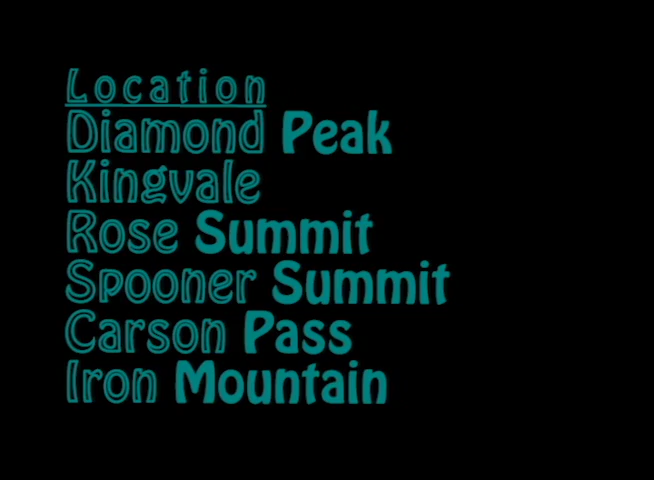 Location
Diamond Peak
Kingvale
Rose Summit
Spooner Summit
Carson Pass
Iron Mountain